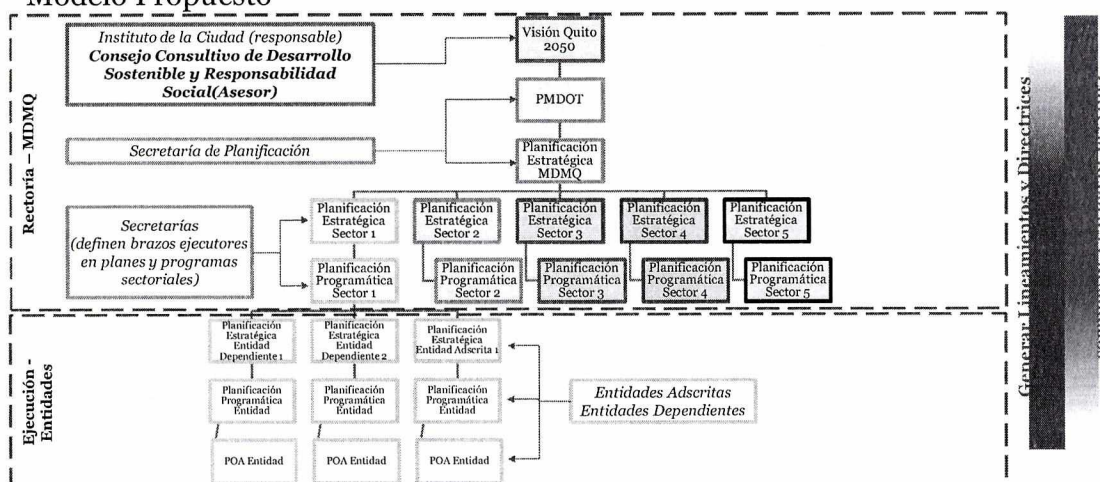 Modelo Propuesto
Instituto de la Ciudad (responsable)
Consejo Consultivo de Desarrollo
Sostenible y Responsabilidad
Social(Asesor)
Visión Quito
2050
PMDOT
Secretaría de Planificación
Planificación
Estratégica
MDMQ
Rectoría – MDMQ
Secretarías
(definen brazos ejecutores
en planes y programas
sectoriales)
Planificación
Estratégica
Sector 1
Planificación
Estratégica
Sector 2
Planificación
Estratégica
Sector 3
Planificación
Estratégica
Sector 4
Planificación
Estratégica
Sector 5
Planificación
Programática
Sector 1
Planificación
Programática
Sector 2
Planificación
Programática
Sector 3
Planificación
Programática
Sector 4
Planificación
Programática
Sector 5
Ejecución -
Entidades
Planificación
Estratégica
Entidad
Dependiente 1
Planificación
Estratégica
Entidad
Dependiente 2
Planificación
Estratégica
Entidad Adscrita 1
Planificación
Programática
Entidad
Planificación
Programática
Entidad
Planificación
Programática
Entidad
POA Entidad
POA Entidad
POA Entidad
Entidades Adscritas
Entidades Dependientes
Generar Lineamientos y Directrices